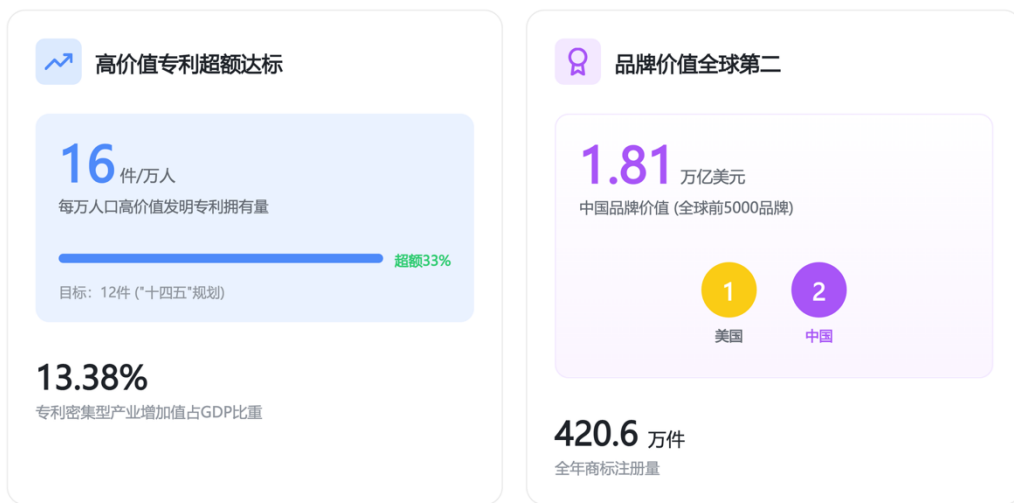 高价值专利超额达标
16 件/万人
每万人口高价值发明专利拥有量
超额33%
目标：12件 ("十四五"规划)
13.38%
专利密集型产业增加值占GDP比重
品牌价值全球第二
1.81 万亿美元
中国品牌价值 (全球前5000品牌)
1 2
美国 中国
420.6 万件
全年商标注册量